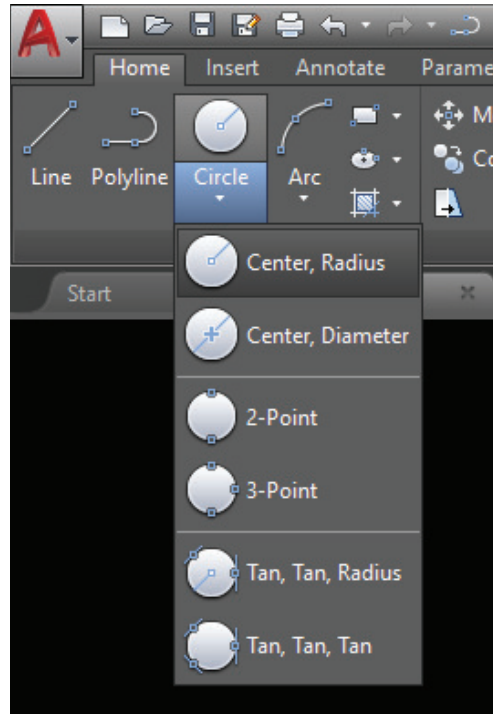 A
Home Insert Annotate Parame
Line Polyline Circle Arc
M
Co
Start
Center, Radius
Center, Diameter
2-Point
3-Point
Tan, Tan, Radius
Tan, Tan, Tan